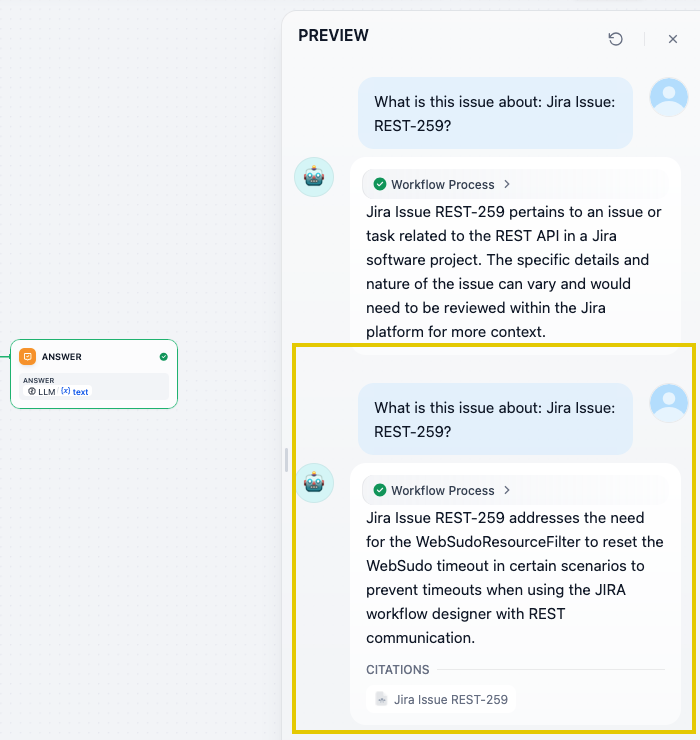 PREVIEW
What is this issue about: Jira Issue:
REST-259?
Workflow Process
Jira Issue REST-259 pertains to an issue or
task related to the REST API in a Jira
software project. The specific details and
nature of the issue can vary and would
need to be reviewed within the Jira
platform for more context.
ANSWER
ANSWER
LLM {x} text
What is this issue about: Jira Issue:
REST-259?
Workflow Process
Jira Issue REST-259 addresses the need
for the WebSudoResourceFilter to reset the
WebSudo timeout in certain scenarios to
prevent timeouts when using the JIRA
workflow designer with REST
communication.
CITATIONS
Jira Issue REST-259